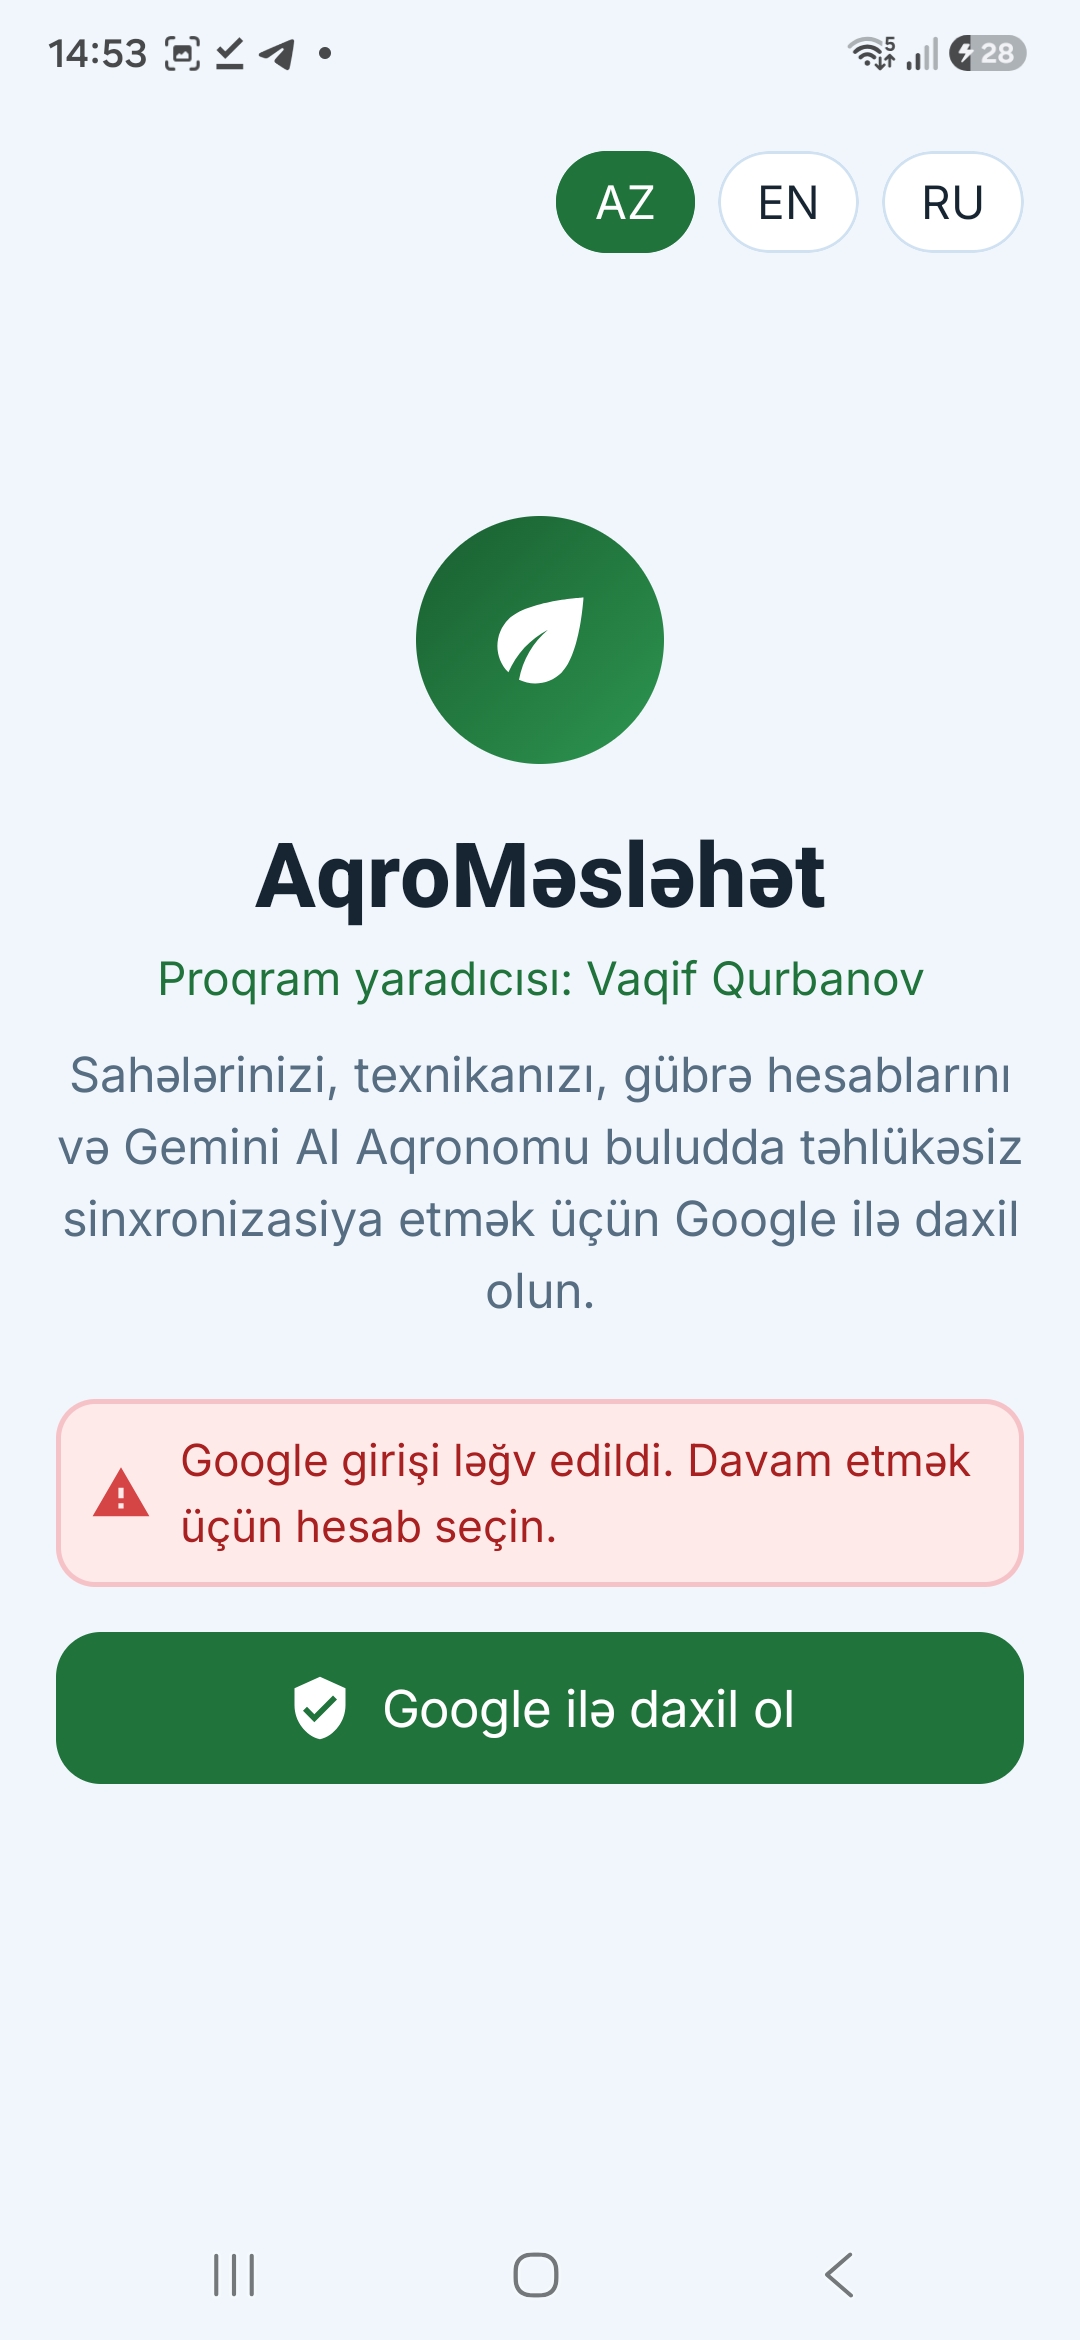 14:53
5
28
AZ
EN
RU
AqroMəsləhət
Proqram yaradıcısı: Vaqif Qurbanov
Sahələrinizi, texnikanızı, gübrə hesablarını
və Gemini AI Aqronomu buludda təhlükəsiz
sinxronizasiya etmək üçün Google ilə daxil
olun.
Google girişi ləğv edildi. Davam etmək
üçün hesab seçin.
Google ilə daxil ol